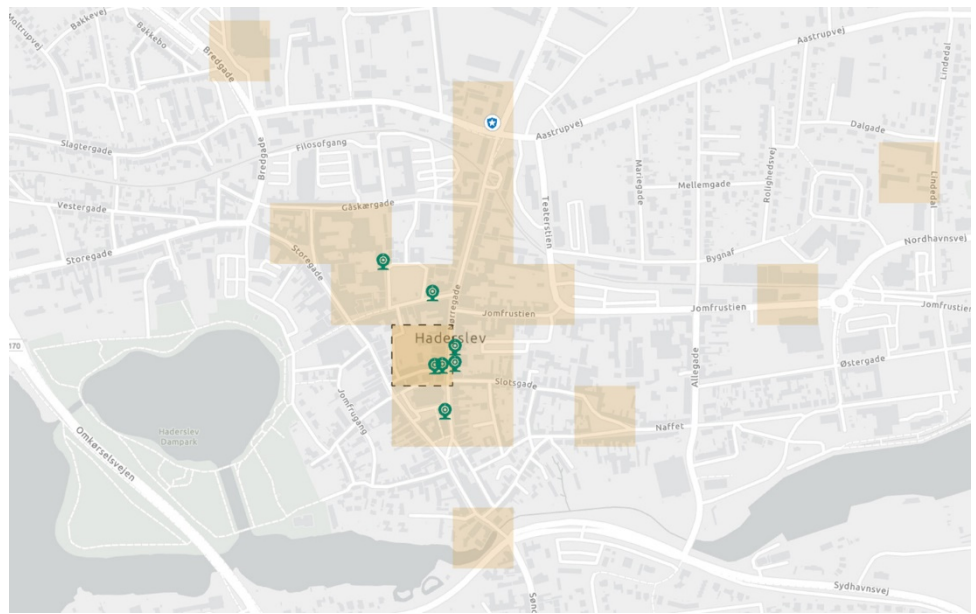 Moltrupvej
Bakkevej
Bakkebo
Bredgade
Aastrupvej
Lindedal
Aastrupvej
Dalgade
Slagtergade
Filosofgang
Bredgade
Mariegade
Rolighedsvej
Mellemgade
Lindedal
Vestergade
Gåskærgade
Teaterstien
Storegade
Storegade
Bygnaf
Nordhavnsvej
Nørregade
Jomfrustien
Jomfrustien
Jomfrustien
170
Haderslev
Østergade
Allegade
Slotsgade
Jomfrugang
Naffet
Haderslev
Dampark
Omkørselsvejen
Sydhavnsvej